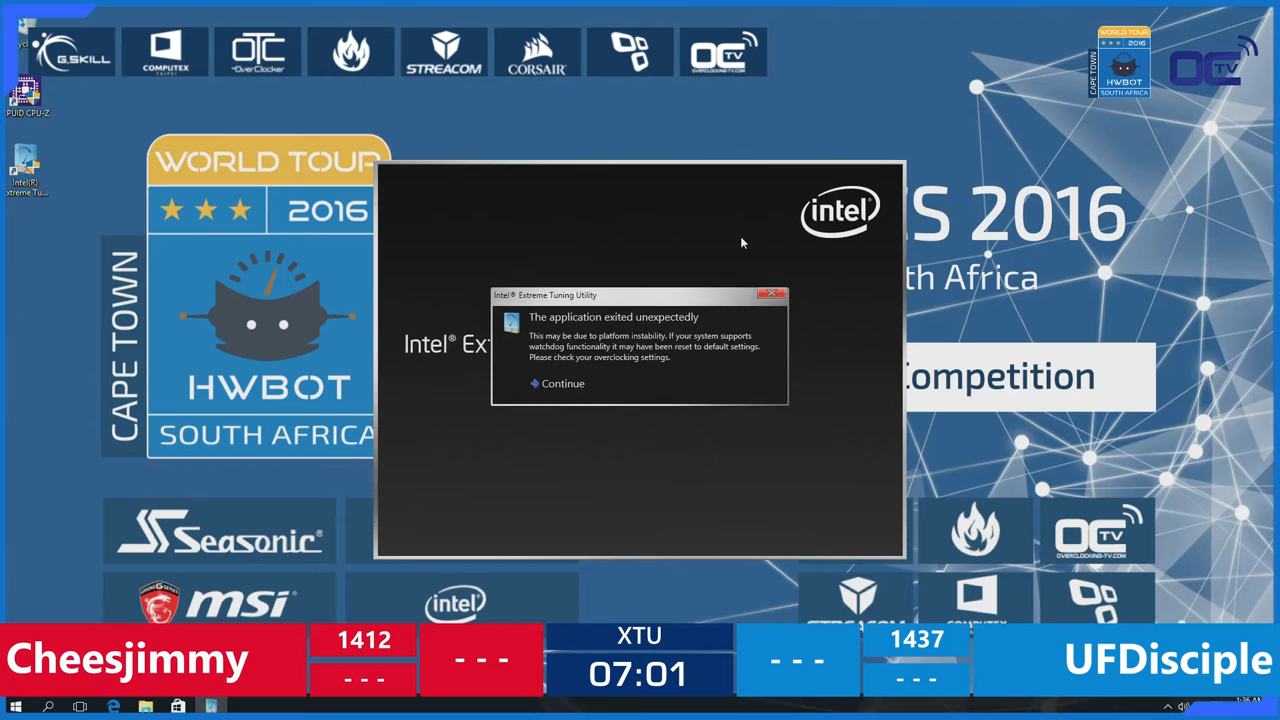 G.SKILL
COMPUTEX
TAIPEI
OTC
OverClocker
STREACOM
CORSAIR
OC TV
OVERCLOCKING-TV.COM
CAPE TOWN
WORLD TOUR
2016
HWBOT
SOUTH AFRICA
OC TV
PUID CPU-Z
Intel(R)
xtreme Tu...
CAPE TOWN
WORLD TOUR
2016
HWBOT
SOUTH AFRICA
intel
S 2016
th Africa
ompetition
Intel® Ex
Intel® Extreme Tuning Utility
The application exited unexpectedly
This may be due to platform instability. If your system supports
watchdog functionality it may have been reset to default settings.
Please check your overclocking settings.
Continue
Seasonic
OC TV
OVERCLOCKING-TV.COM
msi
intel
STREACOM
COMPUTEX
Cheesjimmy
1412
- - -
- - -
XTU
07:01
- - -
1437
- - -
UFDisciple